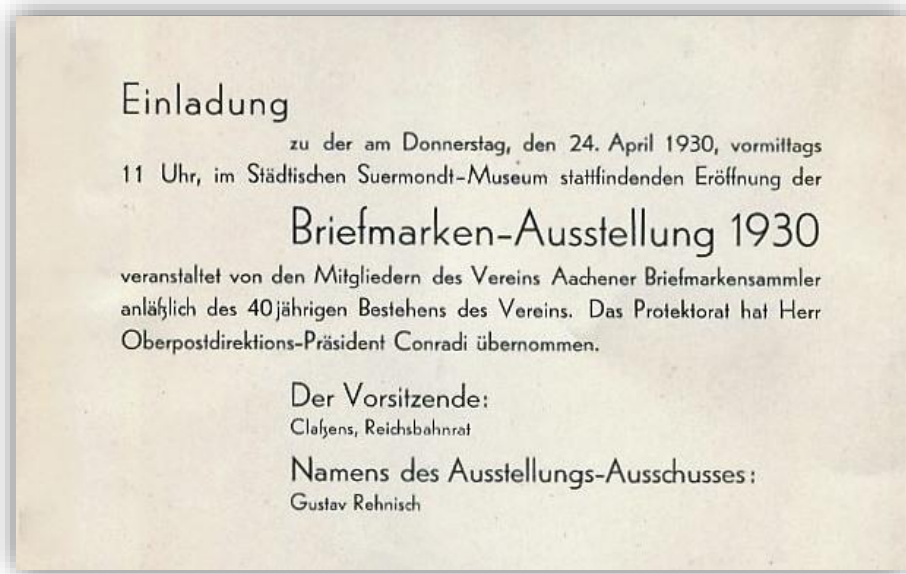 Einladung
zu der am Donnerstag, den 24. April 1930, vormittags
11 Uhr, im Städtischen Suermondt-Museum stattfindenden Eröffnung der
Briefmarken-Ausstellung 1930
veranstaltet von den Mitgliedern des Vereins Aachener Briefmarkensammler
anläßlich des 40jährigen Bestehens des Vereins. Das Protektorat hat Herr
Oberpostdirektions-Präsident Conradi übernommen.
Der Vorsitzende:
Claßens, Reichsbahnrat
Namens des Ausstellungs-Ausschusses:
Gustav Rehnisch